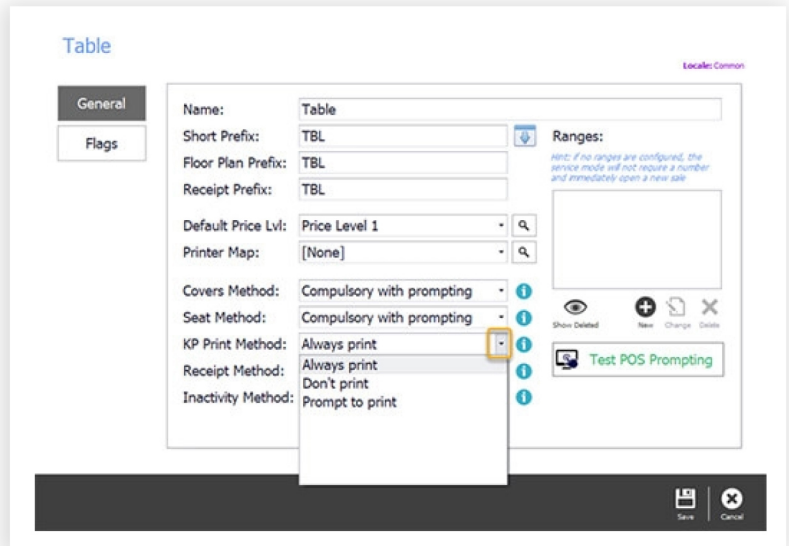 Table
Locale: Common
General
Flags
Name: Table
Short Prefix: TBL
Floor Plan Prefix: TBL
Receipt Prefix: TBL
Default Price Lvl: Price Level 1
Printer Map: [None]
Covers Method: Compulsory with prompting
Seat Method: Compulsory with prompting
KP Print Method: Always print
Receipt Method:
Inactivity Method:
Always print
Don't print
Prompt to print
Ranges:
Hint: if no ranges are configured, the
service mode will not require a number
and immediately open a new sale
Show Deleted
New
Change
Delete
Test POS Prompting
Save
Cancel